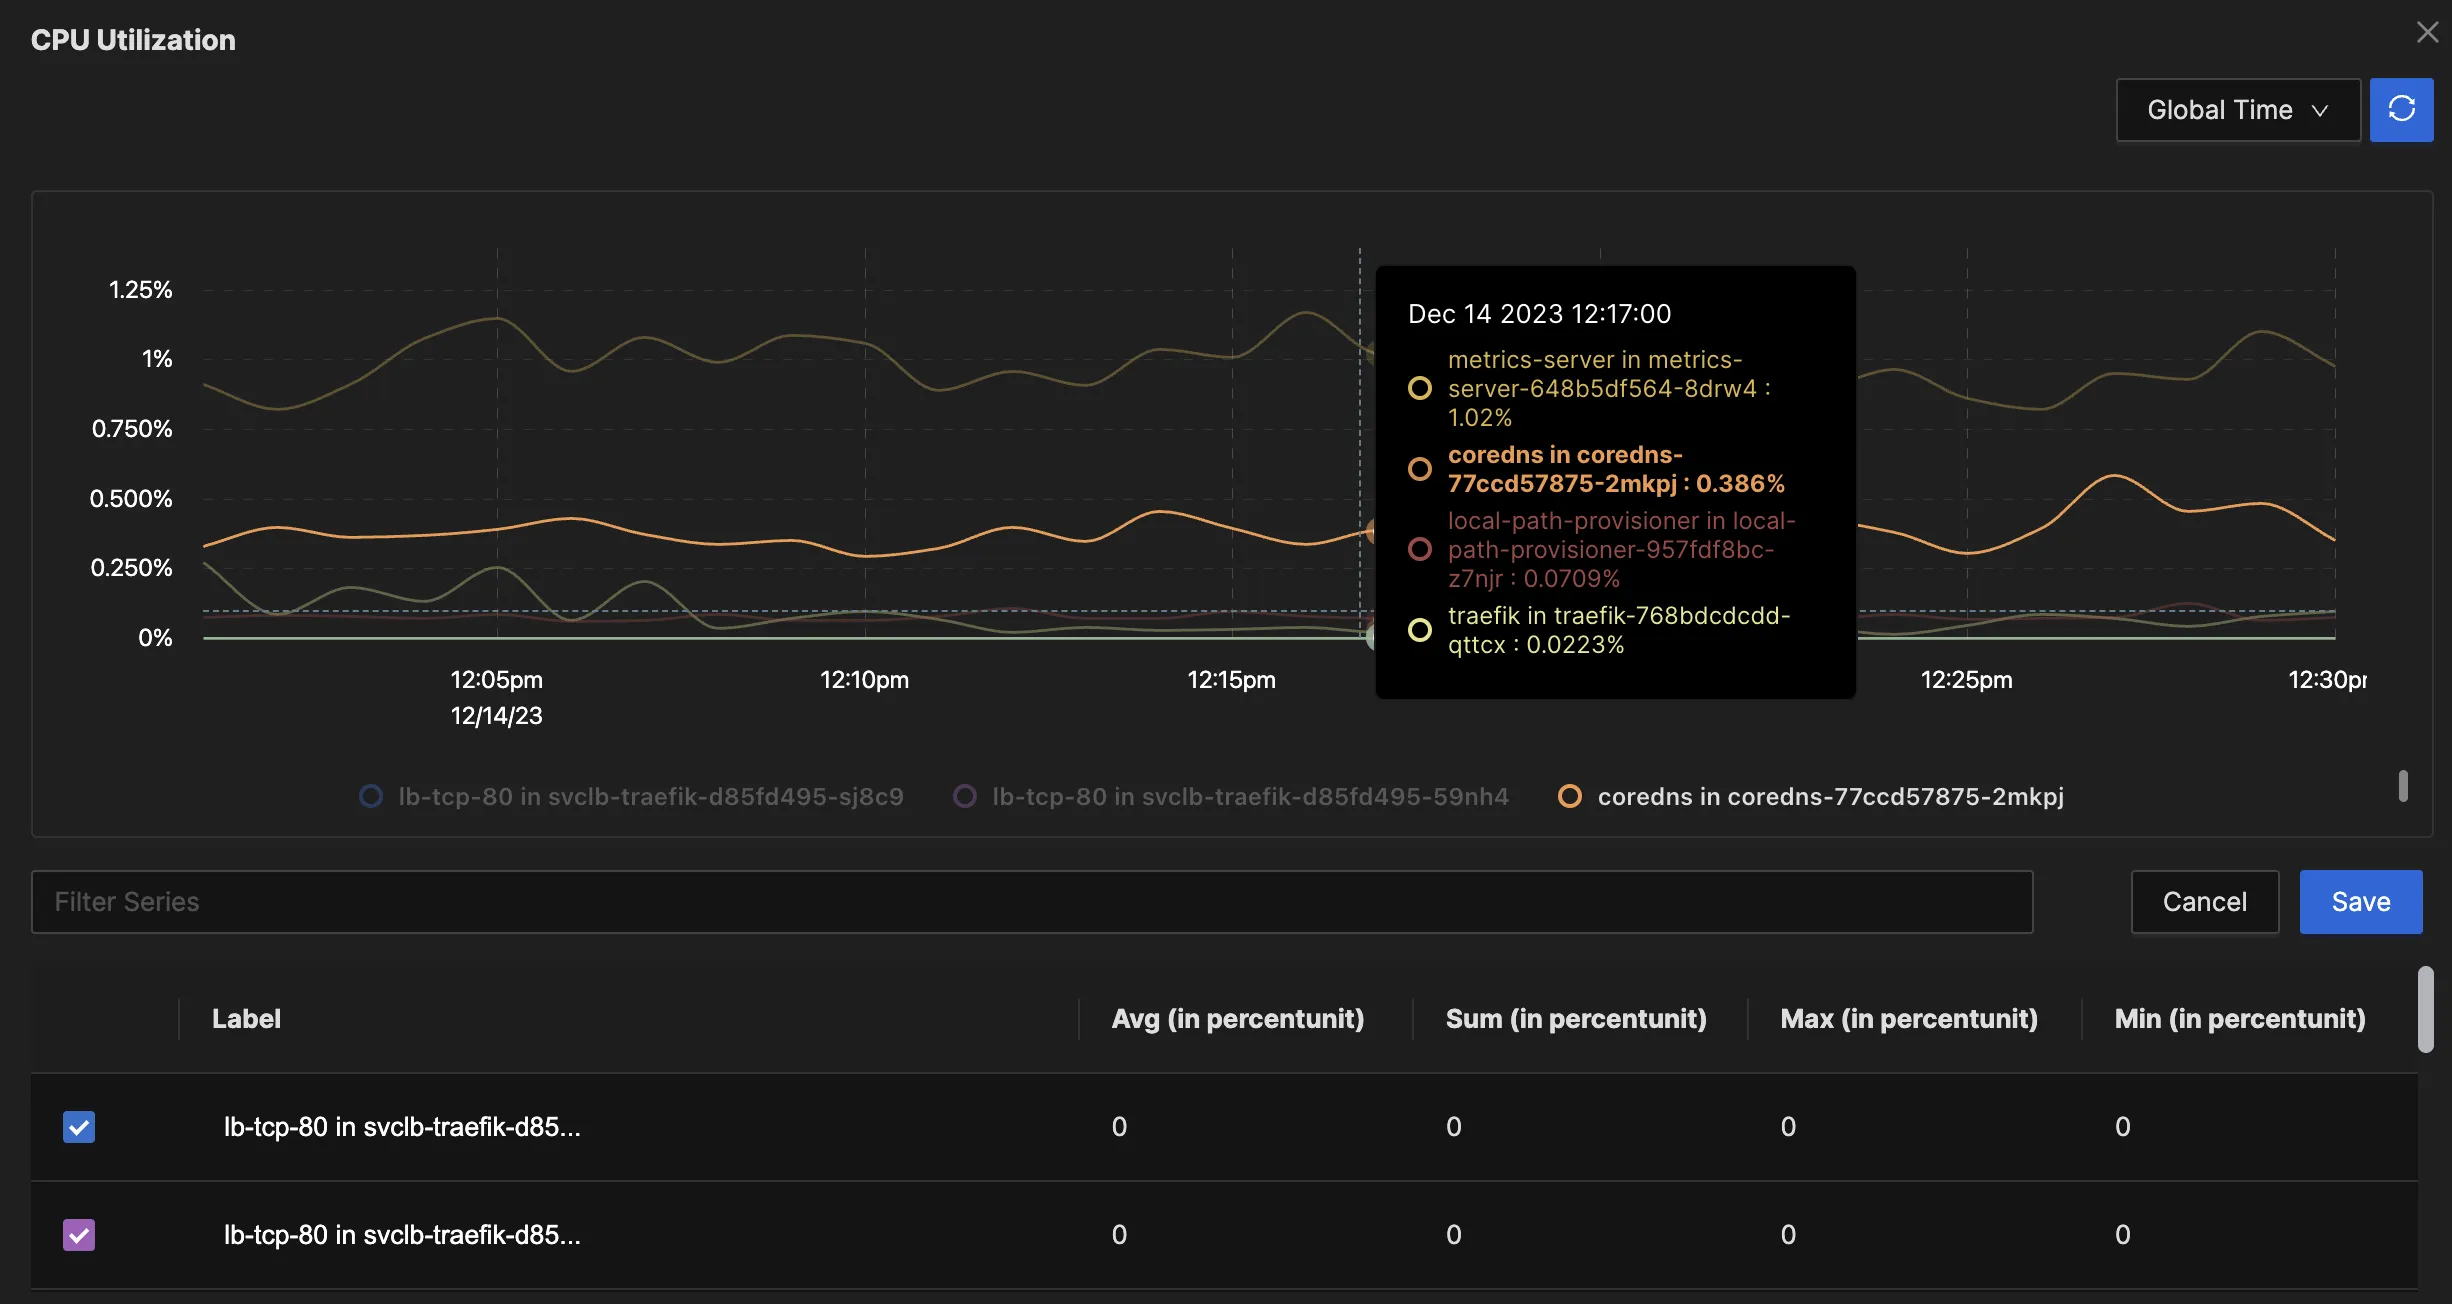 CPU Utilization
Global Time
1.25%
1%
0.750%
0.500%
0.250%
0%
Dec 14 2023 12:17:00
metrics-server in metrics-
server-648b5df564-8drw4 :
1.02%
coredns in coredns-
77ccd57875-2mkpj : 0.386%
local-path-provisioner in local-
path-provisioner-957fdf8bc-
z7njr : 0.0709%
traefik in traefik-768bdcdcdd-
qttcx : 0.0223%
12:05pm 12:10pm 12:15pm 12:25pm 12:30pr
12/14/23
lb-tcp-80 in svclb-traefik-d85fd495-sj8c9 lb-tcp-80 in svclb-traefik-d85fd495-59nh4 coredns in coredns-77ccd57875-2mkpj
Filter Series Cancel Save
Label Avg (in percentunit) Sum (in percentunit) Max (in percentunit) Min (in percentunit)
lb-tcp-80 in svclb-traefik-d85... 0 0 0 0
lb-tcp-80 in svclb-traefik-d85... 0 0 0 0